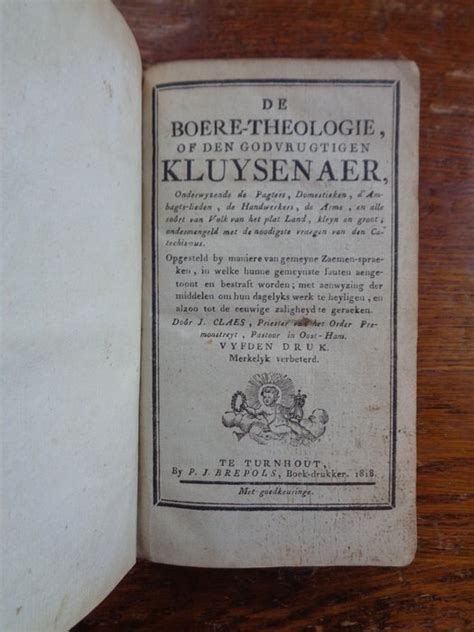 DE
BOERE-THEOLOGIE,
OF DEN GODVRUGTIGEN
KLUYSENAER,
Onderwyzende de Pagters, Domestieken, d'Am-
bagts-lieden, de Handwerkers, de Arme, en alle
soort van Volk van het plat Land, kleyn en groot;
ondermengeld met de noodigste vraegen van den Ca-
techismus.
Opgesteld by maniere van gemeyne Zaemen-sprae-
ken, in welke hunne gemeynste fauten aenge-
toont en bestraft worden; met aenwyzing der
middelen om hun dagelyks werk te heyligen, en
alzoo tot de eeuwige zaligheyd te geraeken.
Door J. CLAES, Priester van het Order Pre-
monstreyt, Pastoor in Oost-Ham.
VYFDEN DRUK.
Merkelyk verbeterd.
TE TURNHOUT,
By P. J. BREPOLS, Boek-drukker, 1818.
Met goedkeuringe.